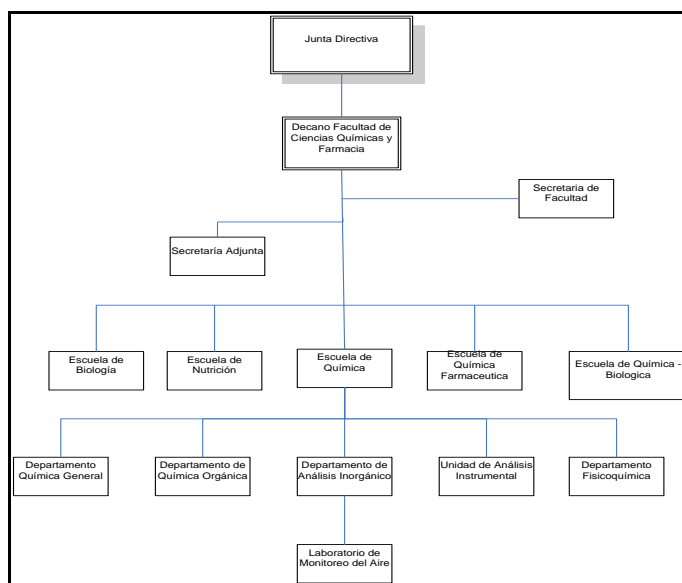 Junta Directiva
Decano Facultad de
Ciencias Químicas y
Farmacia
Secretaria de
Facultad
Secretaría Adjunta
Escuela de
Biología
Escuela de
Nutrición
Escuela de
Química
Escuela de
Química
Farmaceutica
Escuela de Química -
Biologica
Departamento
Química General
Departamento de
Química Orgánica
Departamento de
Análisis Inorgánico
Unidad de Análisis
Instrumental
Departamento
Fisicoquímica
Laboratorio de
Monitoreo del Aire